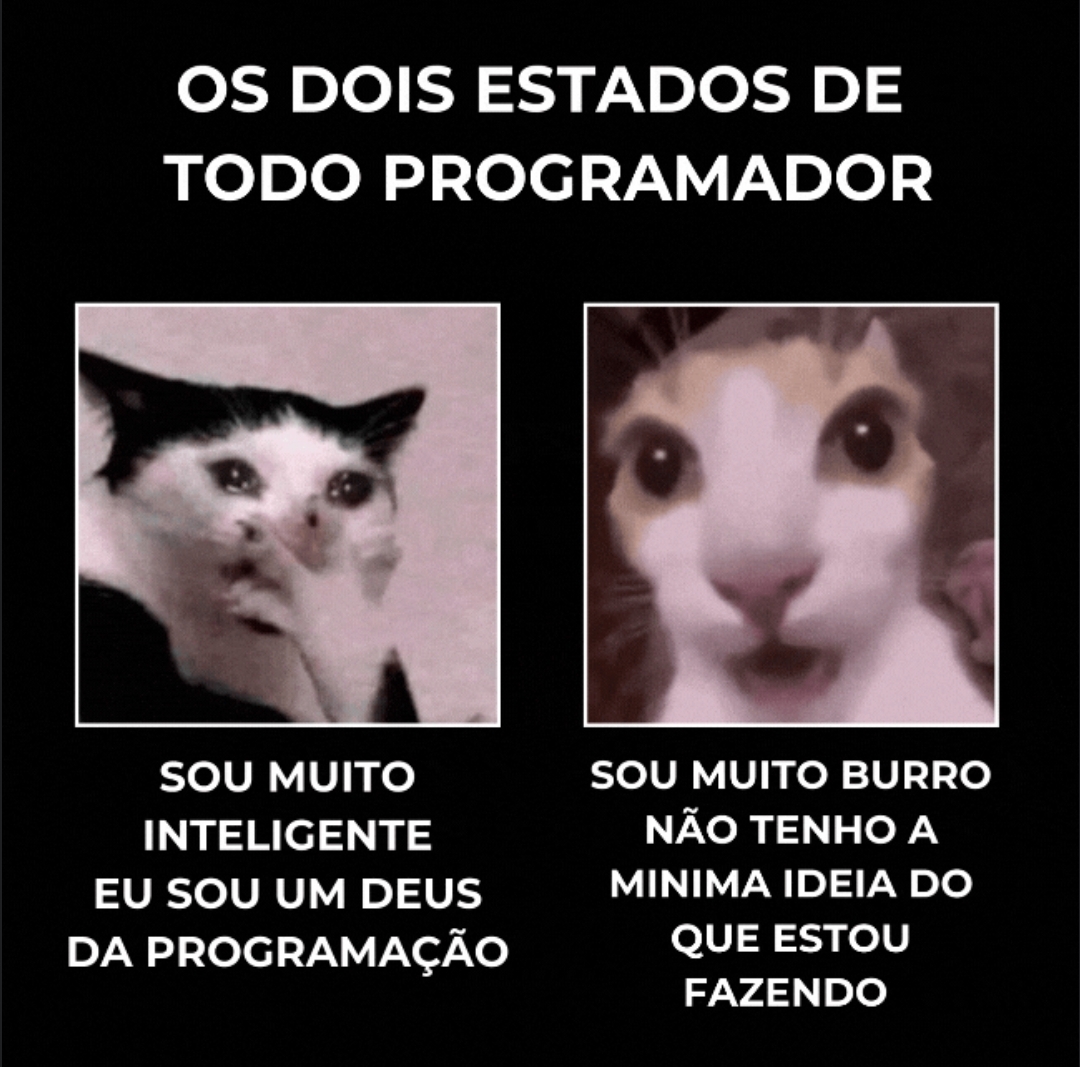 OS DOIS ESTADOS DE
TODO PROGRAMADOR
SOU MUITO
INTELIGENTE
EU SOU UM DEUS
DA PROGRAMAÇÃO
SOU MUITO BURRO
NÃO TENHO A
MINIMA IDEIA DO
QUE ESTOU
FAZENDO